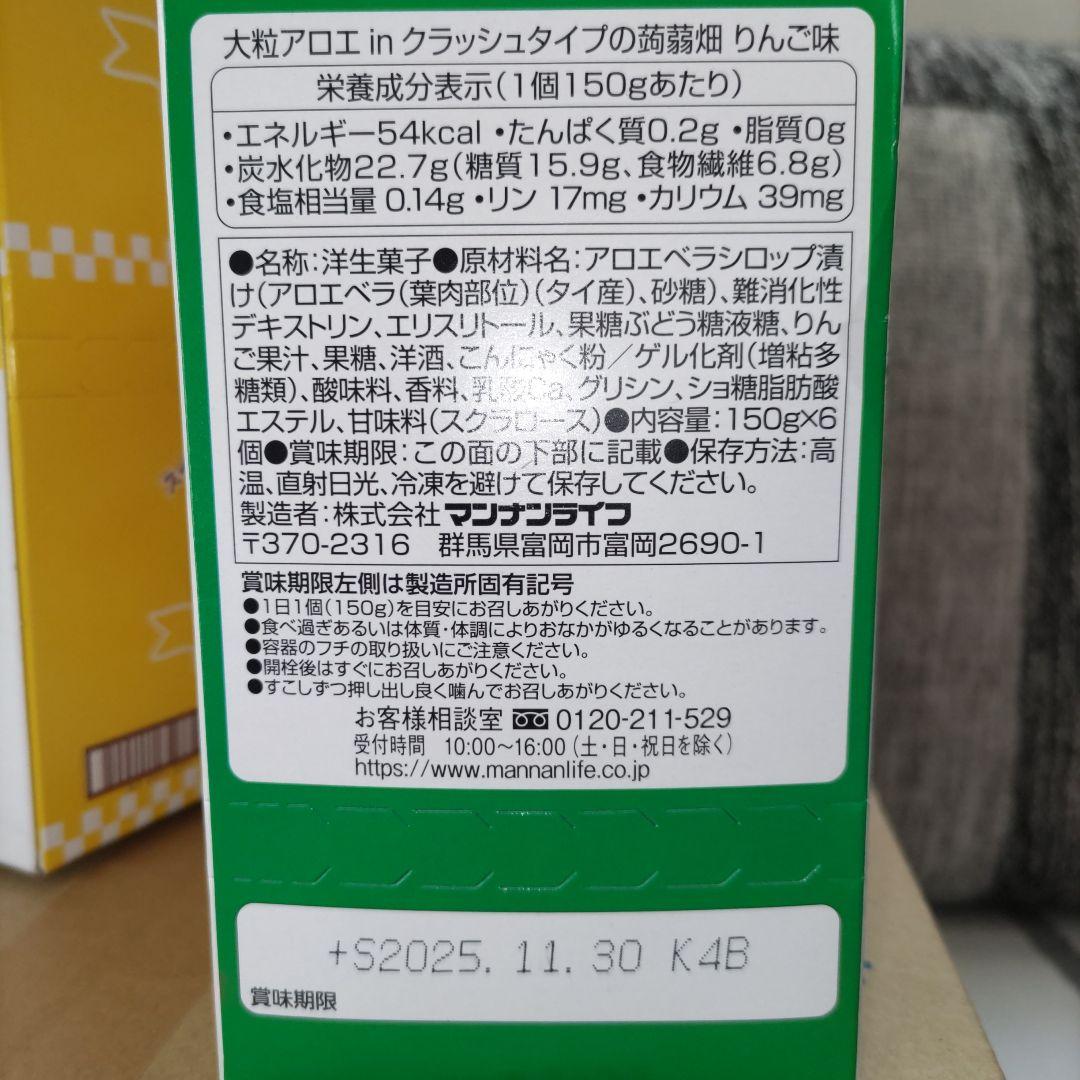 大粒アロエ in クラッシュタイプの蒟蒻畑 りんご味
栄養成分表示(1個150gあたり)
・エネルギー54kcal ・たんぱく質0.2g ・脂質0g
・炭水化物22.7g(糖質15.9g、食物繊維6.8g)
・食塩相当量 0.14g ・リン 17mg ・カリウム 39mg
●名称:洋生菓子●原材料名:アロエベラシロップ漬
け(アロエベラ(葉肉部位)(タイ産)、砂糖)、難消化性
デキストリン、エリスリトール、果糖ぶどう糖液糖、りん
ご果汁、果糖、洋酒、こんにゃく粉/ゲル化剤(増粘多
糖類)、酸味料、香料、乳酸Ca、グリシン、ショ糖脂肪酸
エステル、甘味料(スクラロース)●内容量:150g×6
個●賞味期限:この面の下部に記載●保存方法:高
温、直射日光、冷凍を避けて保存してください。
製造者:株式会社 マンナンライフ
〒370-2316 群馬県富岡市富岡2690-1
賞味期限左側は製造所固有記号
●1日1個(150g)を目安にお召しあがりください。
●食べ過ぎあるいは体質・体調によりおなかがゆるくなることがあります。
●容器のフチの取り扱いにご注意ください。
●開栓後はすぐにお召しあがりください。
●すこしずつ押し出し良く噛んでお召しあがりください。
お客様相談室 0120-211-529
受付時間 10:00~16:00(土・日・祝日を除く)
https://www.mannanlife.co.jp
+S2025. 11. 30 K4B
賞味期限